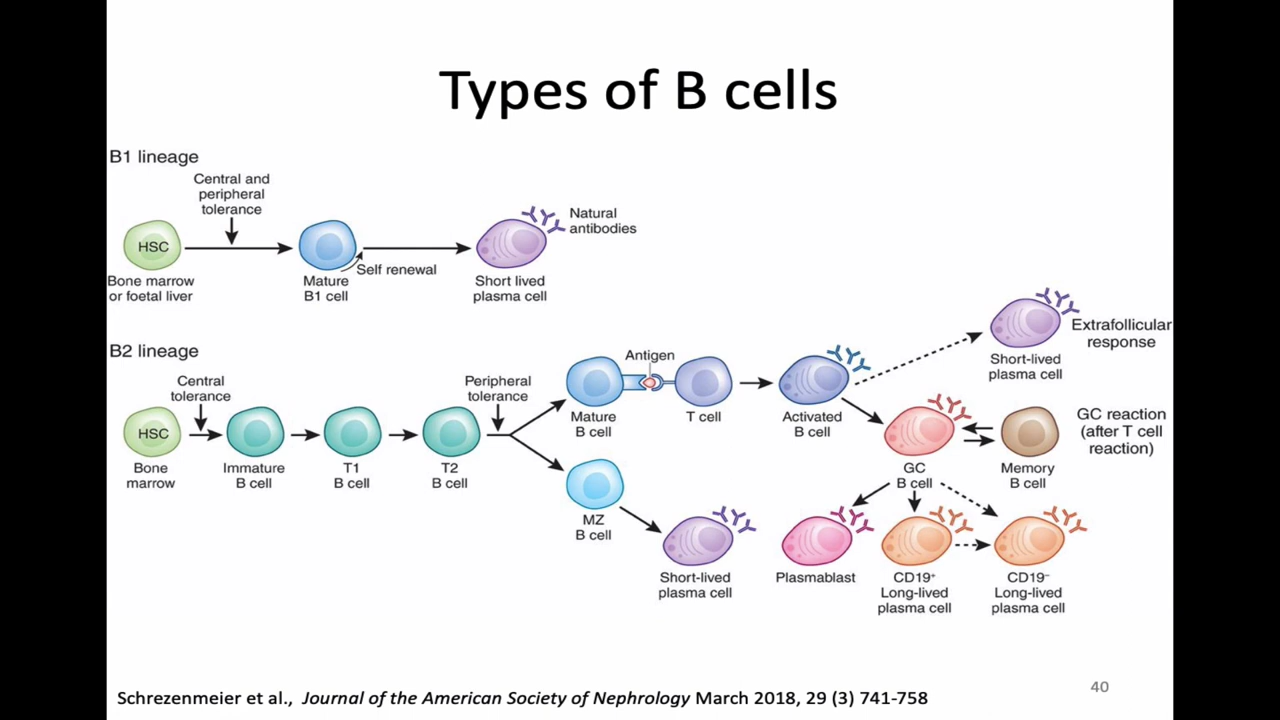 Types of B cells
B1 lineage
Central and
peripheral
tolerance
HSC
Bone marrow
or foetal liver
Self renewal
Mature
B1 cell
Natural
antibodies
Short lived
plasma cell
B2 lineage
Central
tolerance
HSC
Bone
marrow
Immature
B cell
T1
B cell
T2
B cell
Peripheral
tolerance
Antigen
Mature
B cell
T cell
Activated
B cell
Extrafollicular
response
Short-lived
plasma cell
MZ
B cell
Short-lived
plasma cell
GC
B cell
Memory
B cell
GC reaction
(after T cell
reaction)
Plasmablast
CD19⁺
Long-lived
plasma cell
CD19⁻
Long-lived
plasma cell
40
Schrezenmeier et al., Journal of the American Society of Nephrology March 2018, 29 (3) 741-758